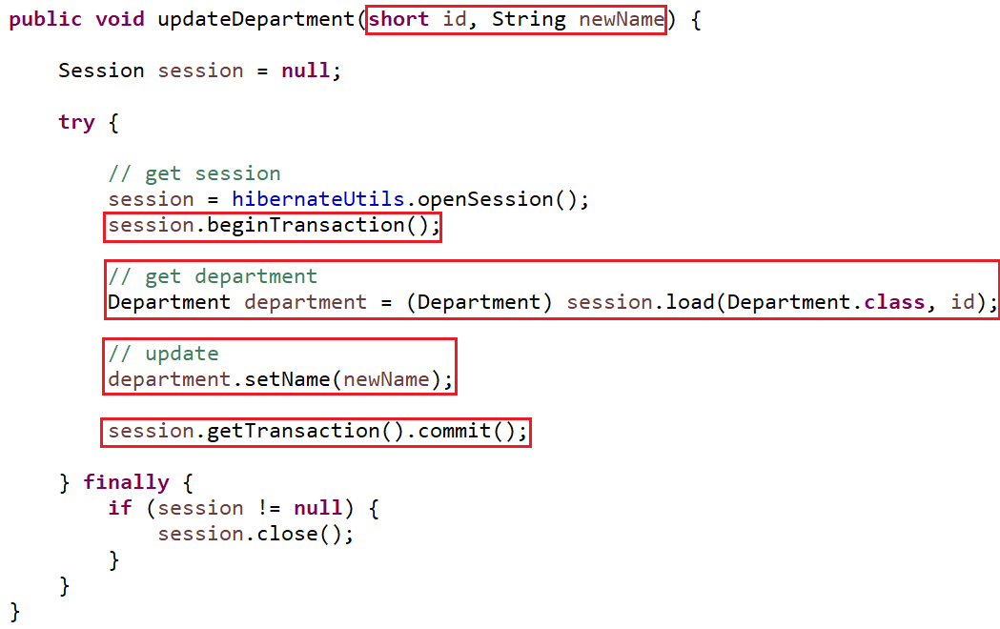 public void updateDepartment(short id, String newName) {
Session session = null;
try {
// get session
session = hibernateUtils.openSession();
session.beginTransaction();
// get department
Department department = (Department) session.load(Department.class, id);
// update
department.setName(newName);
session.getTransaction().commit();
} finally {
if (session != null) {
session.close();
}
}
}